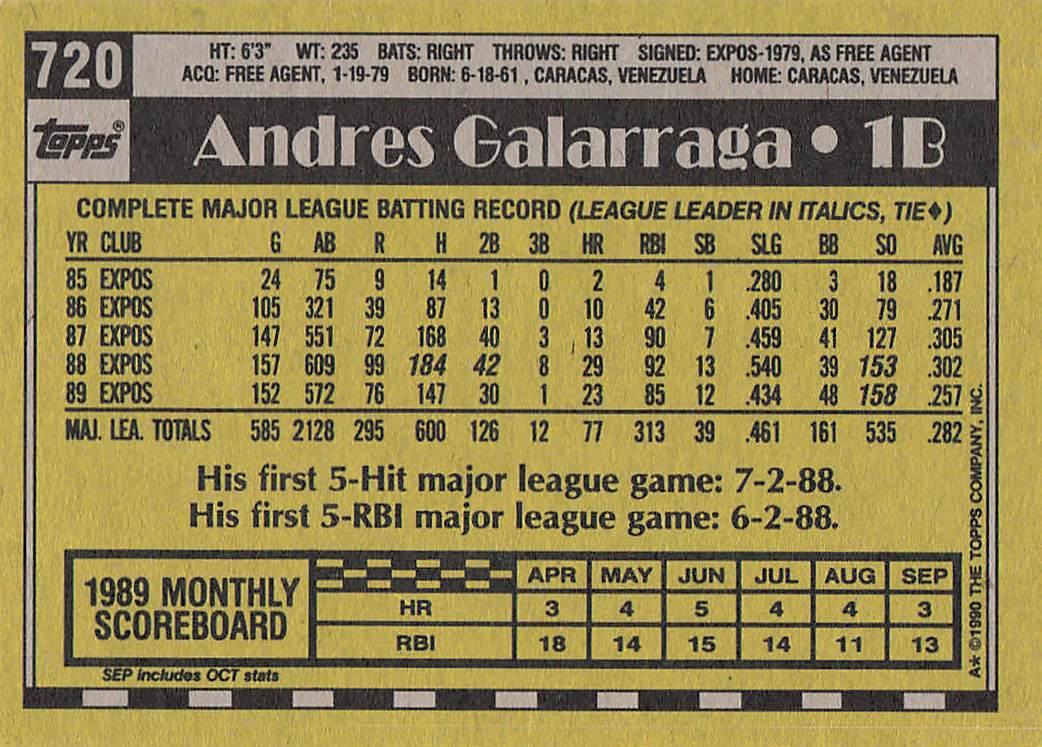 720
HT: 6'3" WT: 235 BATS: RIGHT THROWS: RIGHT SIGNED: EXPOS-1979, AS FREE AGENT
ACQ: FREE AGENT, 1-19-79 BORN: 6-18-61, CARACAS, VENEZUELA HOME: CARACAS, VENEZUELA
topps®
Andres Galarraga • 1B
COMPLETE MAJOR LEAGUE BATTING RECORD (LEAGUE LEADER IN ITALICS, TIE♦)
YR CLUB G AB R H 2B 3B HR RBI SB SLG BB SO AVG
85 EXPOS 24 75 9 14 1 0 2 4 1 .280 3 18 .187
86 EXPOS 105 321 39 87 13 0 10 42 6 .405 30 79 .271
87 EXPOS 147 551 72 168 40 3 13 90 7 .459 41 127 .305
88 EXPOS 157 609 99 184 42 8 29 92 13 .540 39 153 .302
89 EXPOS 152 572 76 147 30 1 23 85 12 .434 48 158 .257
MAJ. LEA. TOTALS 585 2128 295 600 126 12 77 313 39 .461 161 535 .282
His first 5-Hit major league game: 7-2-88.
His first 5-RBI major league game: 6-2-88.
1989 MONTHLY
SCOREBOARD
APR MAY JUN JUL AUG SEP
HR 3 4 5 4 4 3
RBI 18 14 15 14 11 13
SEP includes OCT stats
A* ©1990 THE TOPPS COMPANY, INC.